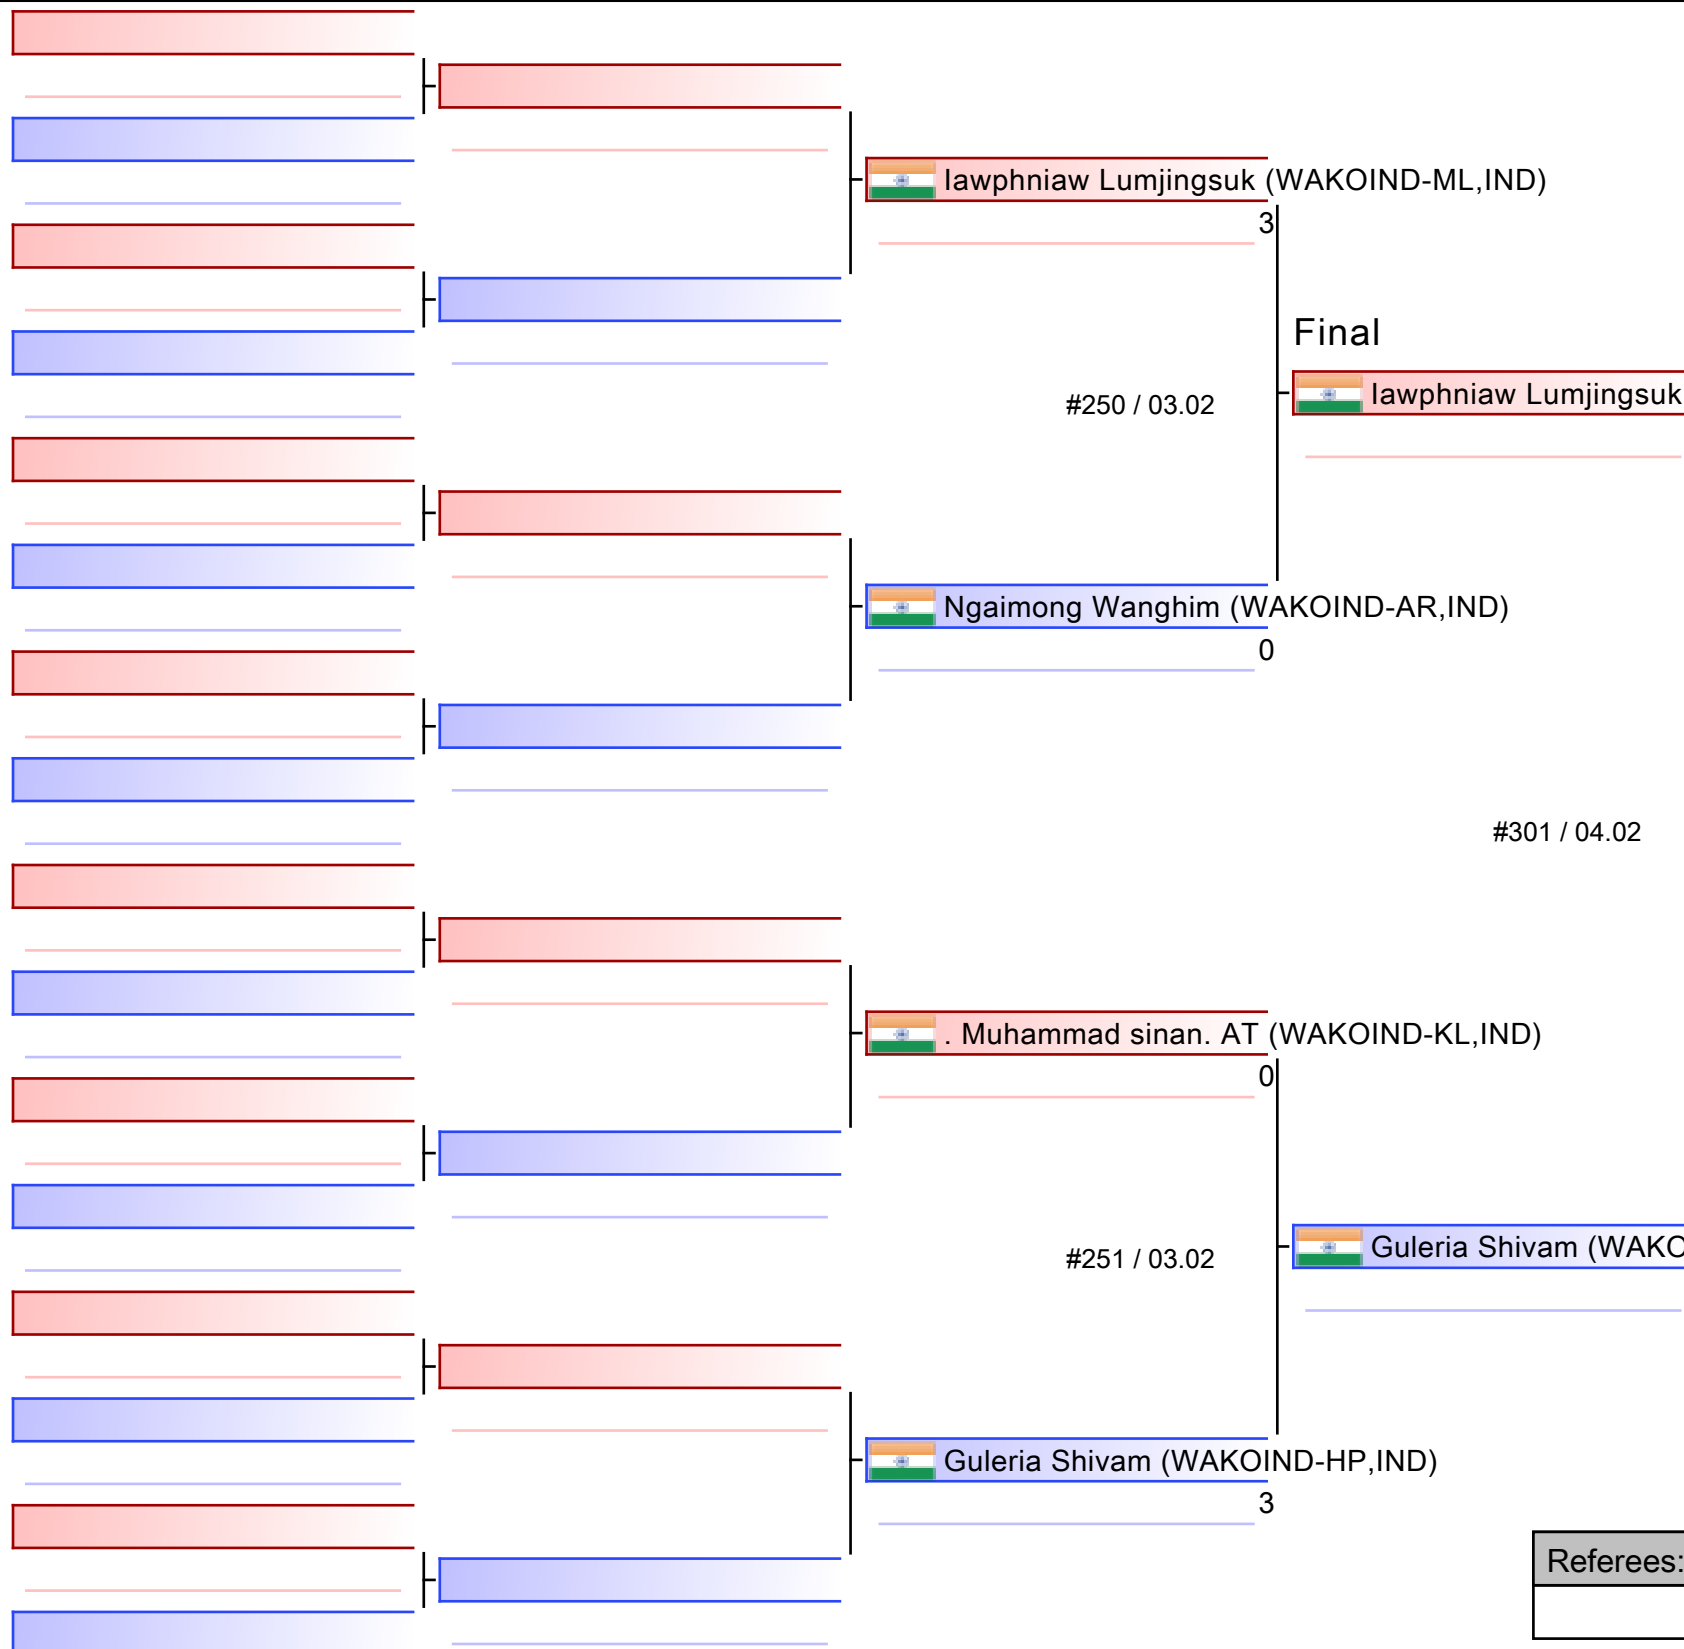 Iawphniaw Lumjingsuk (WAKOIND-ML,IND)
3
Final
#250 / 03.02
Iawphniaw Lumjingsuk
Ngaimong Wanghim (WAKOIND-AR,IND)
0
#301 / 04.02
. Muhammad sinan. AT (WAKOIND-KL,IND)
0
#251 / 03.02
Guleria Shivam (WAKO
Guleria Shivam (WAKOIND-HP,IND)
3
Referees: